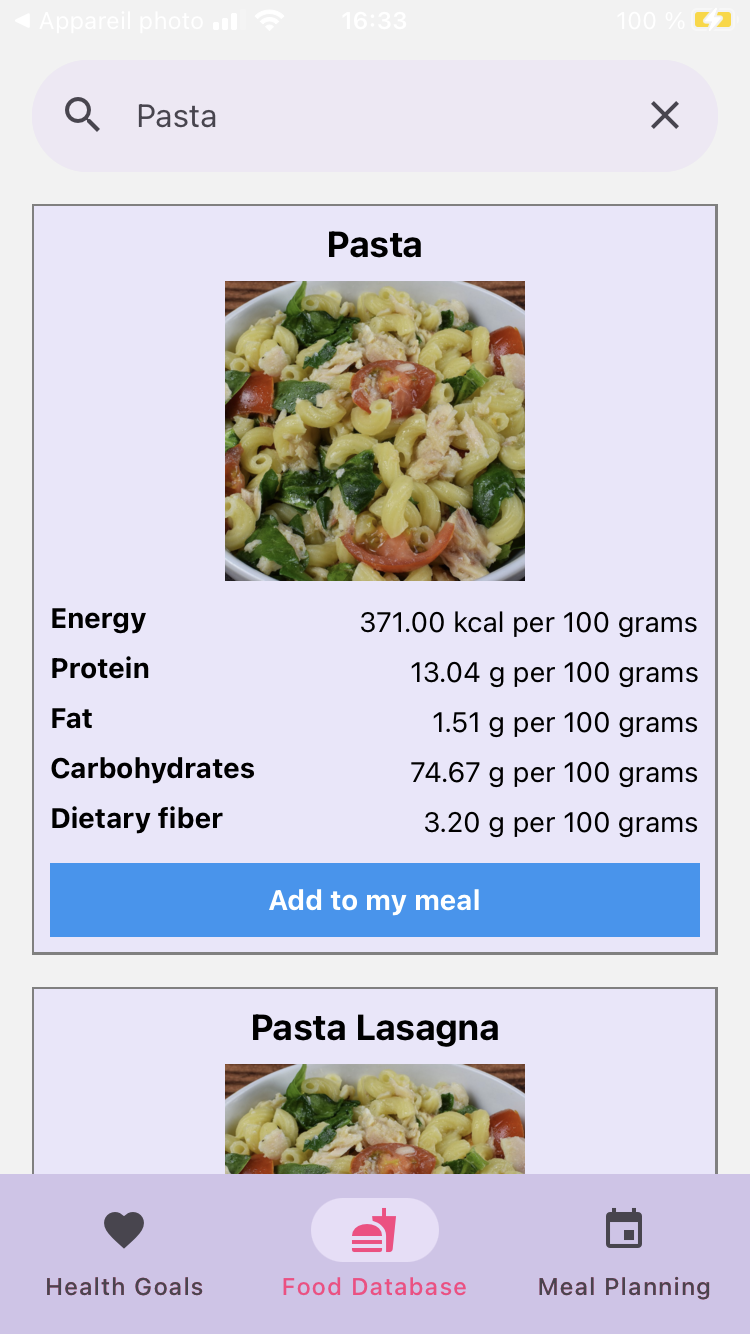 ◀ Appareil photo 16:33 100 %
Pasta
Pasta
Energy 371.00 kcal per 100 grams
Protein 13.04 g per 100 grams
Fat 1.51 g per 100 grams
Carbohydrates 74.67 g per 100 grams
Dietary fiber 3.20 g per 100 grams
Add to my meal
Pasta Lasagna
Health Goals Food Database Meal Planning